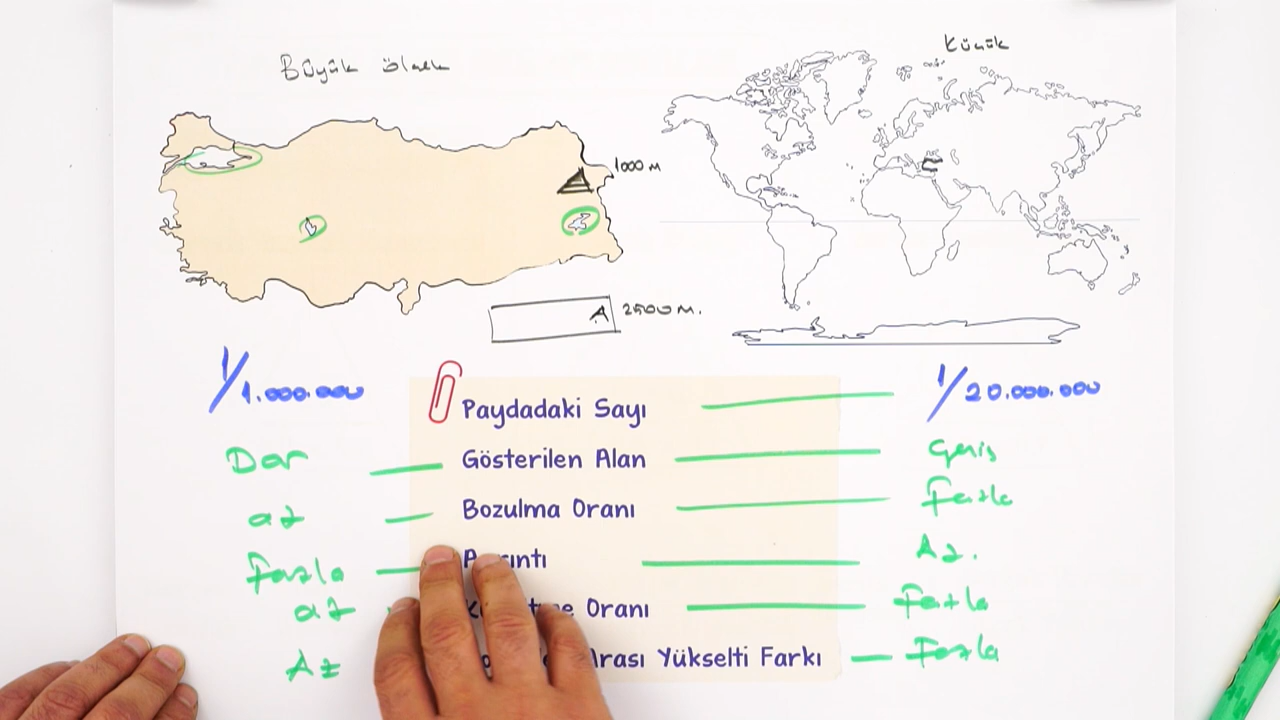 Büyük ölçek
Küçük
1000 M
A 2500 M.
1/1.000.000
Paydadaki Sayı
1/20.000.000
Dar
Gösterilen Alan
Geniş
az
Bozulma Oranı
Fazla
Fazla
Az.
az
Oranı
Fazla
Az
Arası Yükselti Farkı
Fazla